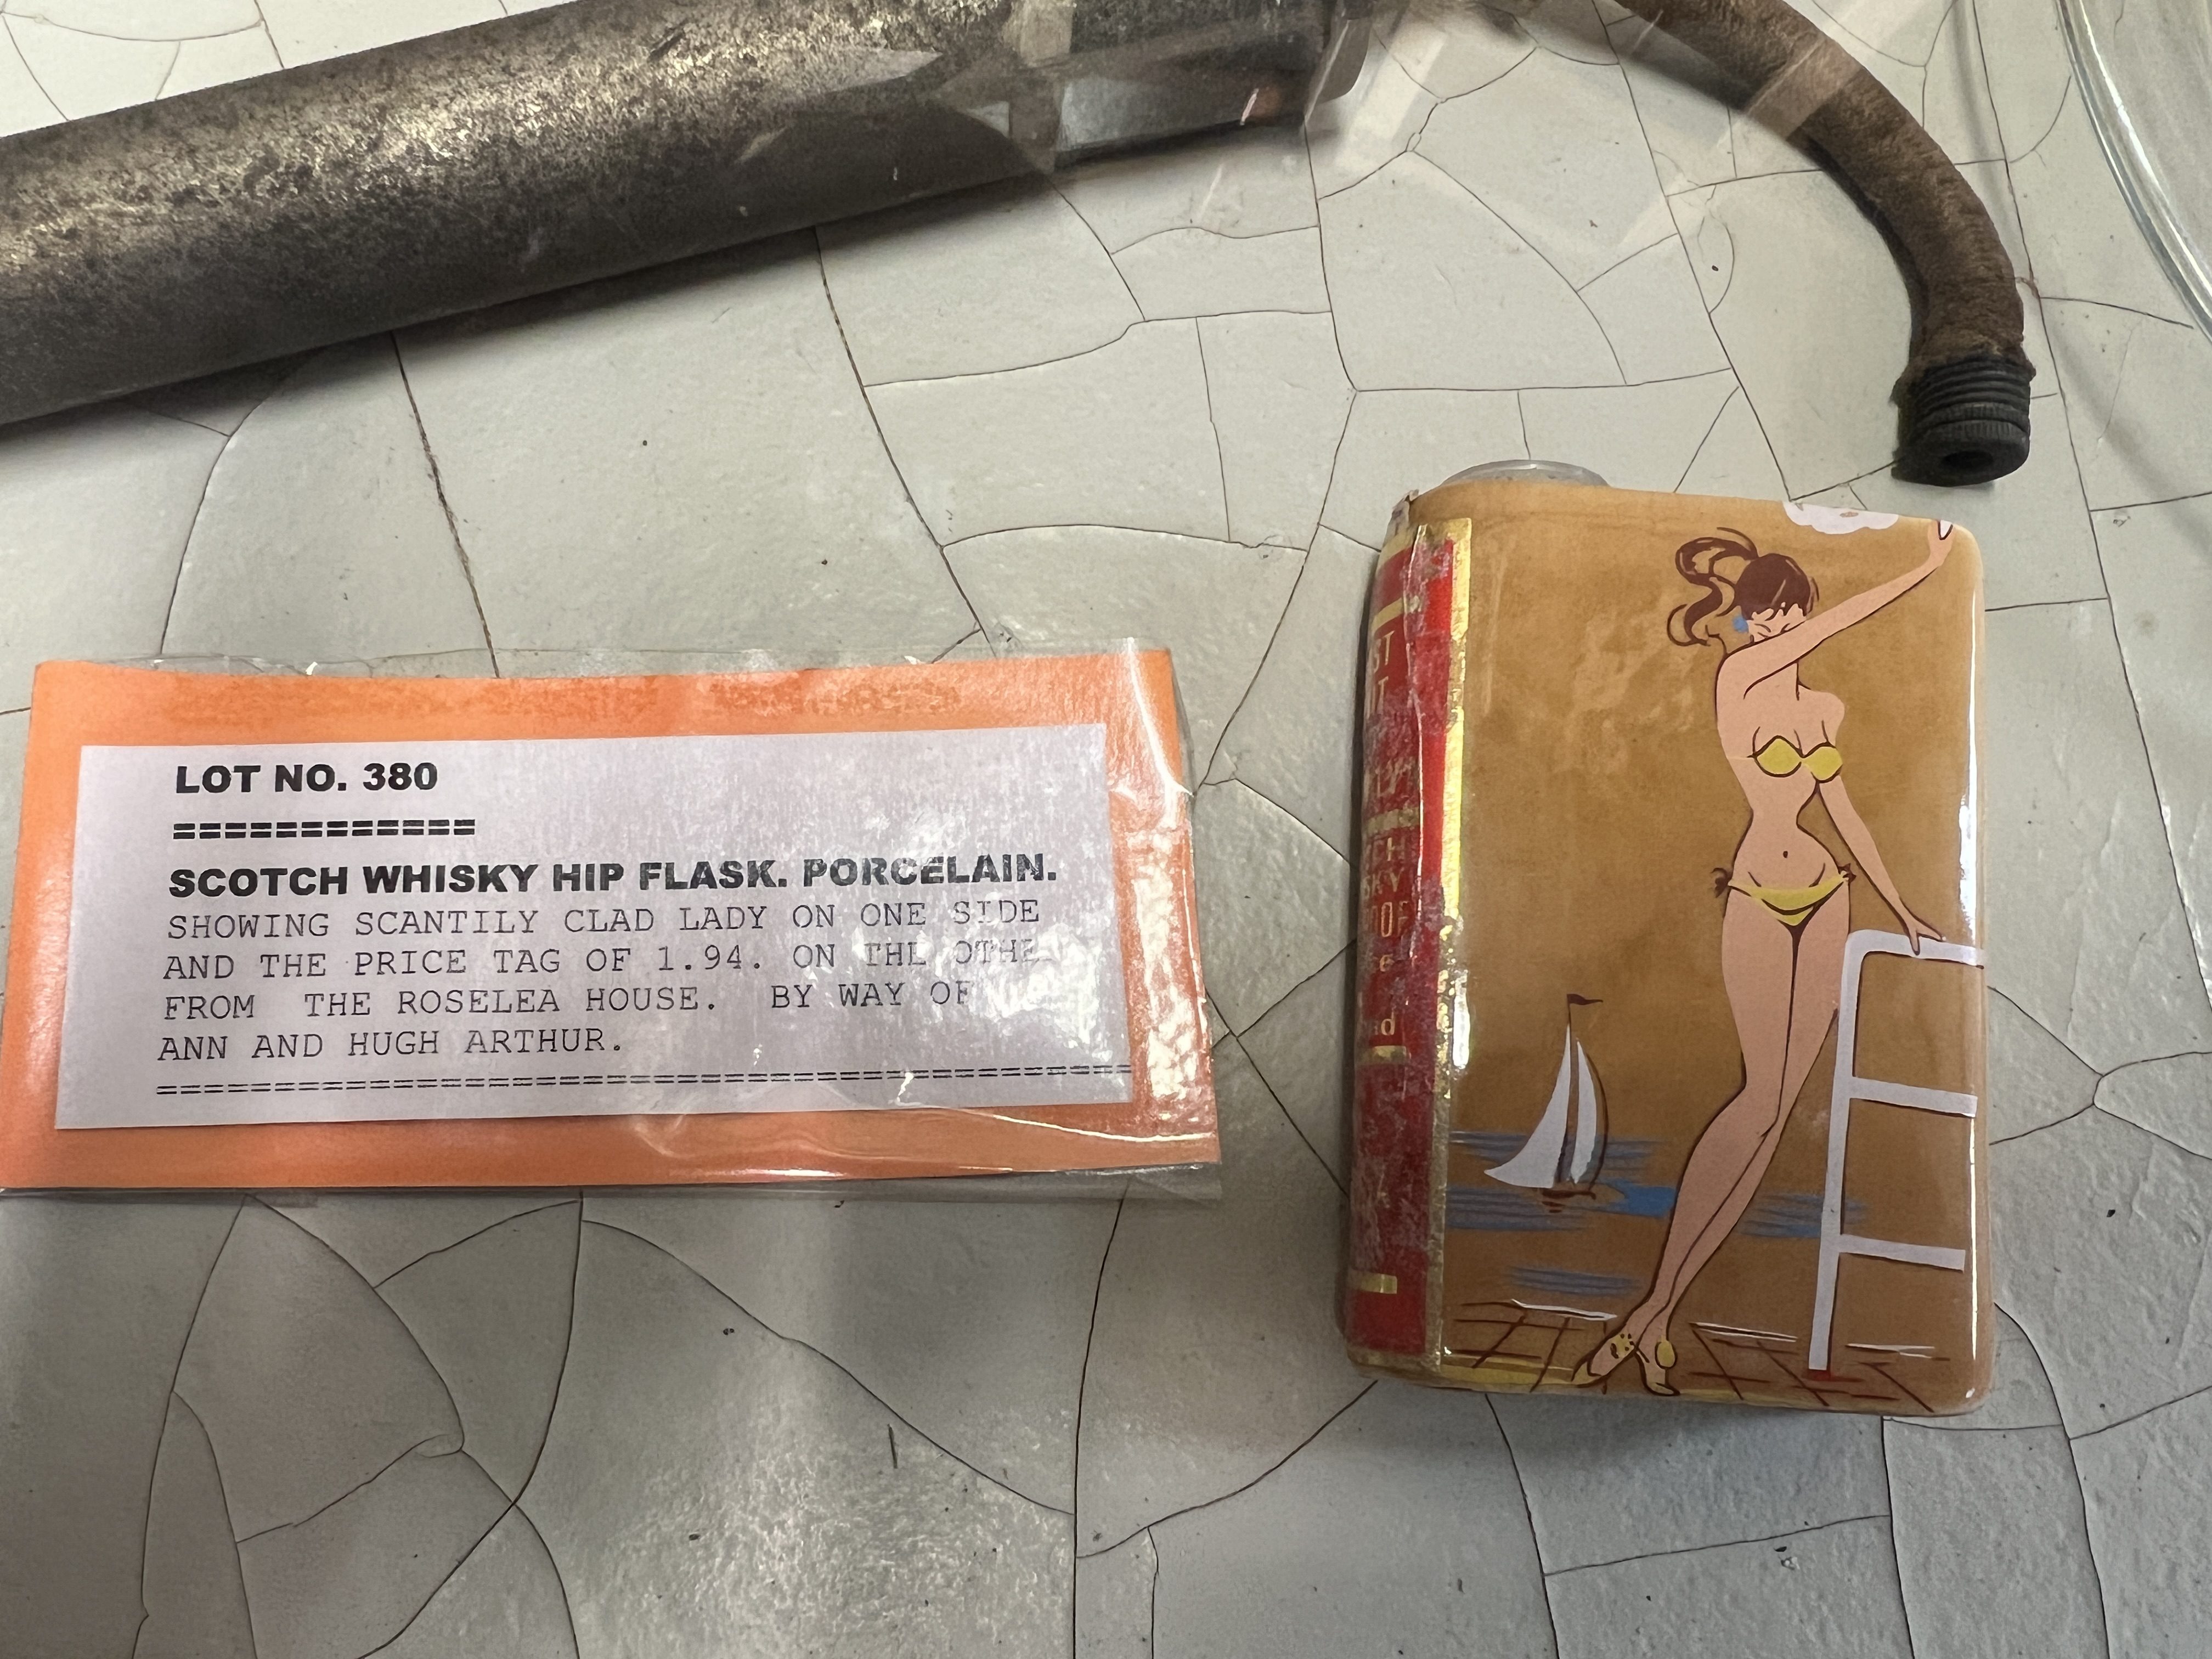 LOT NO. 380
============
SCOTCH WHISKY HIP FLASK. PORCELAIN.
SHOWING SCANTILY CLAD LADY ON ONE SIDE
AND THE PRICE TAG OF 1.94. ON THE OTHE
FROM THE ROSELEA HOUSE. BY WAY OF
ANN AND HUGH ARTHUR.
=========================================